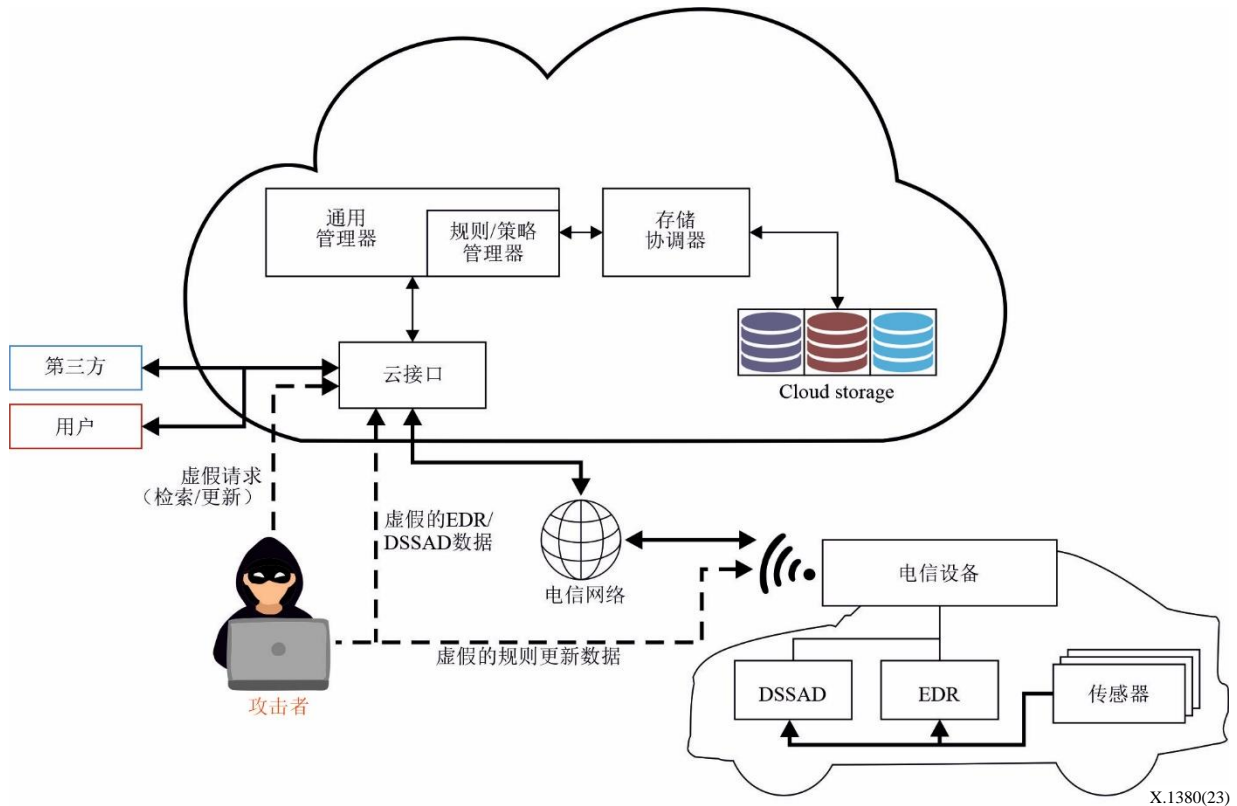 通用
管理器
规则/策略
管理器
存储
协调器
Cloud storage
第三方
云接口
用户
虚假请求
（检索/更新）
虚假的EDR/
DSSAD数据
电信网络
电信设备
虚假的规则更新数据
DSSAD
EDR
传感器
攻击者
X.1380(23)